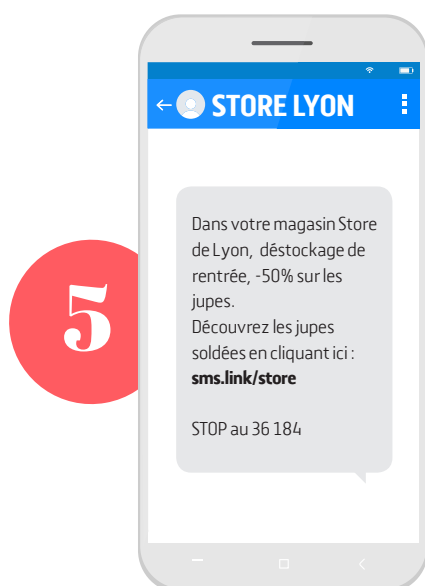 STORE LYON
5
Dans votre magasin Store
de Lyon, déstockage de
rentrée, -50% sur les
jupes.
Découvrez les jupes
soldées en cliquant ici :
sms.link/store
STOP au 36 184